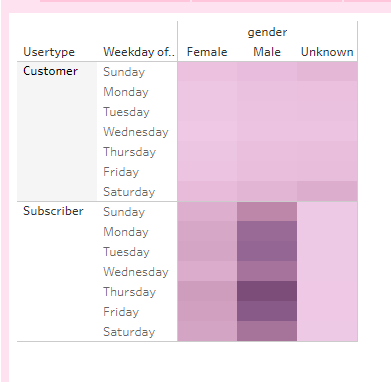 gender
Usertype Weekday of.. Female Male Unknown
Customer Sunday
Monday
Tuesday
Wednesday
Thursday
Friday
Saturday
Subscriber Sunday
Monday
Tuesday
Wednesday
Thursday
Friday
Saturday